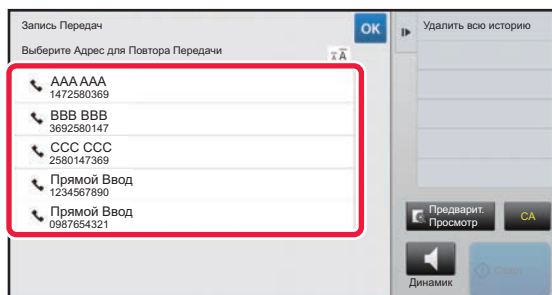 Запись Передач
OK
Удалить всю историю
Выберите Адрес для Повтора Передачи
AAA AAA
1472580369
BBB BBB
3692580147
CCC CCC
2580147369
Прямой Ввод
1234567890
Прямой Ввод
0987654321
Предварит.
Просмотр
CA
Динамик